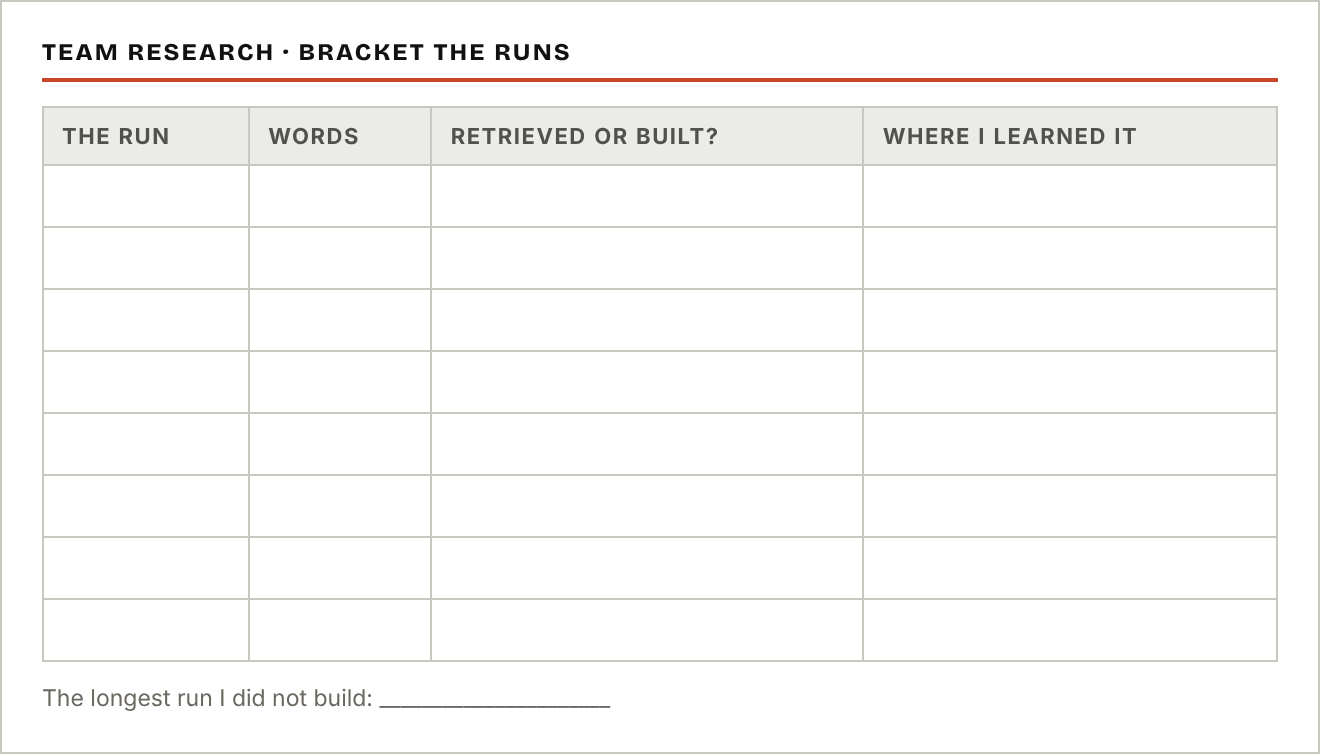 TEAM RESEARCH · BRACKET THE RUNS
THE RUN WORDS RETRIEVED OR BUILT? WHERE I LEARNED IT
The longest run I did not build: ____________________